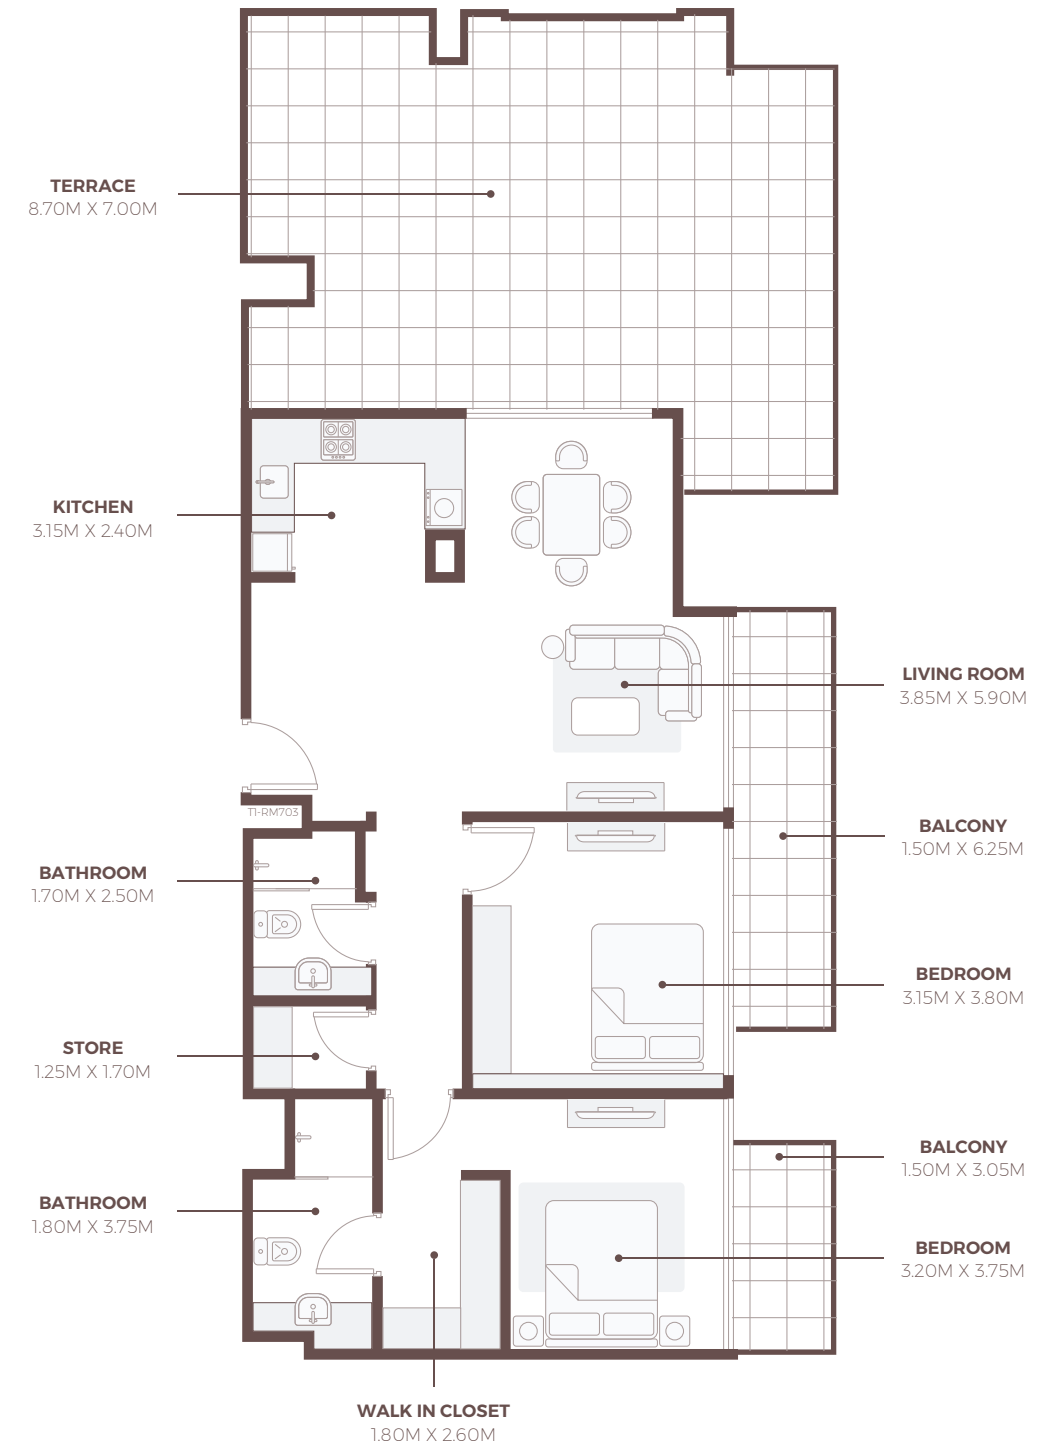 TERRACE
8.70M X 7.00M
KITCHEN
3.15M X 2.40M
LIVING ROOM
3.85M X 5.90M
T1-RM703
BALCONY
1.50M X 6.25M
BATHROOM
1.70M X 2.50M
BEDROOM
3.15M X 3.80M
STORE
1.25M X 1.70M
BALCONY
1.50M X 3.05M
BATHROOM
1.80M X 3.75M
BEDROOM
3.20M X 3.75M
WALK IN CLOSET
1.80M X 2.60M